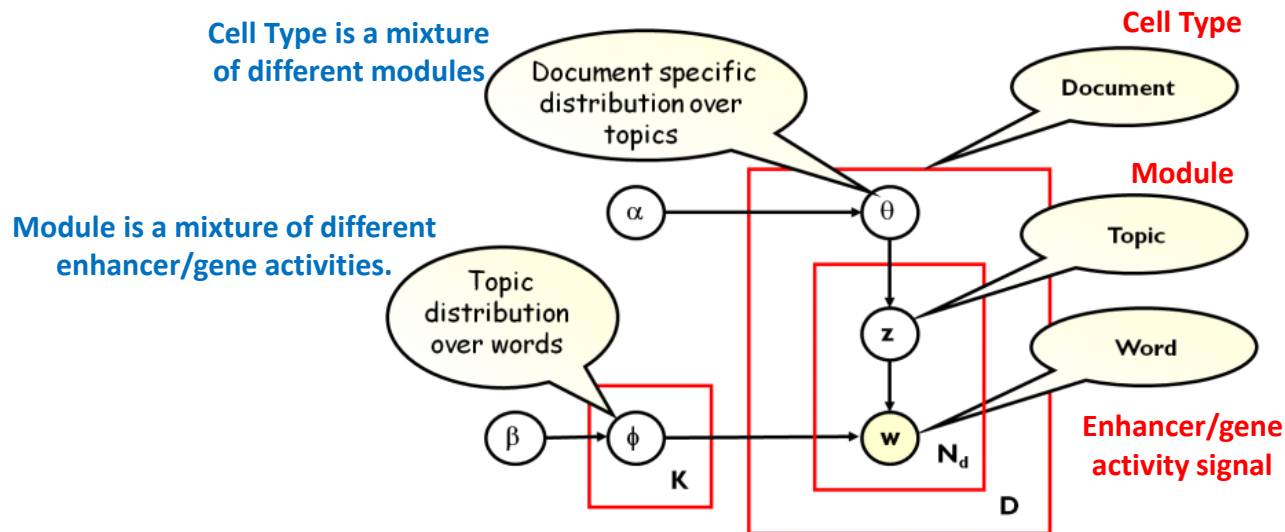 Cell Type is a mixture
of different modules
Document specific
distribution over
topics
Cell Type
Document
Module is a mixture of different
enhancer/gene activities.
Topic
distribution
over words
α
θ
Module
Topic
z
Word
β
ϕ
w
K
N_d
D
Enhancer/gene
activity signal